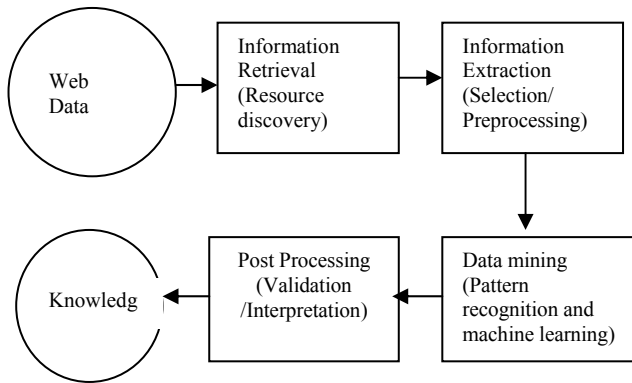 Web
Data
Information
Retrieval
(Resource
discovery)
Information
Extraction
(Selection/
Preprocessing)
Knowledg
Post Processing
(Validation
/Interpretation)
Data mining
(Pattern
recognition and
machine learning)